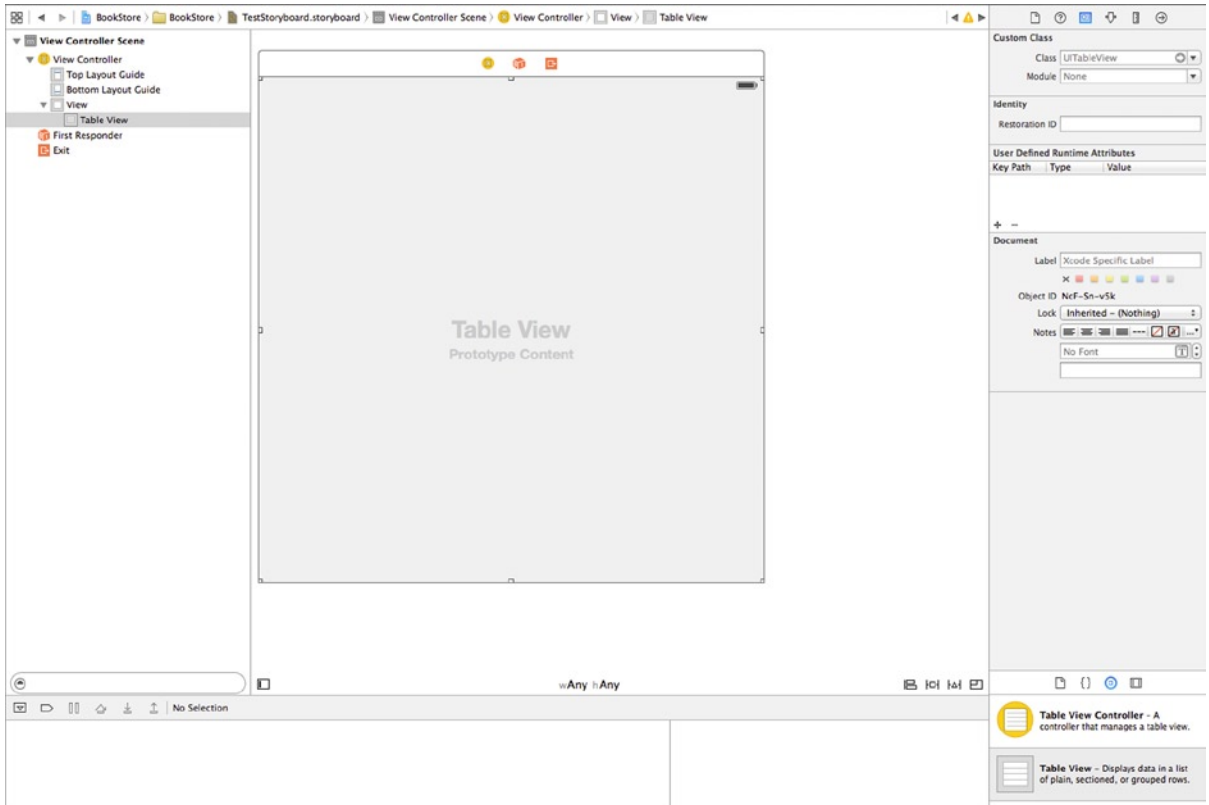 BookStore BookStore TestStoryboard.storyboard View Controller Scene View Controller View Table View
View Controller Scene
View Controller
Top Layout Guide
Bottom Layout Guide
View
Table View
First Responder
Exit
Table View
Prototype Content
wAny hAny
No Selection
Custom Class
Class UITableView
Module None
Identity
Restoration ID
User Defined Runtime Attributes
Key Path Type Value
+ −
Document
Label Xcode Specific Label
Object ID NcF-Sn-v5k
Lock Inherited - (Nothing)
Notes
No Font
{}
Table View Controller - A
controller that manages a table view.
Table View - Displays data in a list
of plain, sectioned, or grouped rows.